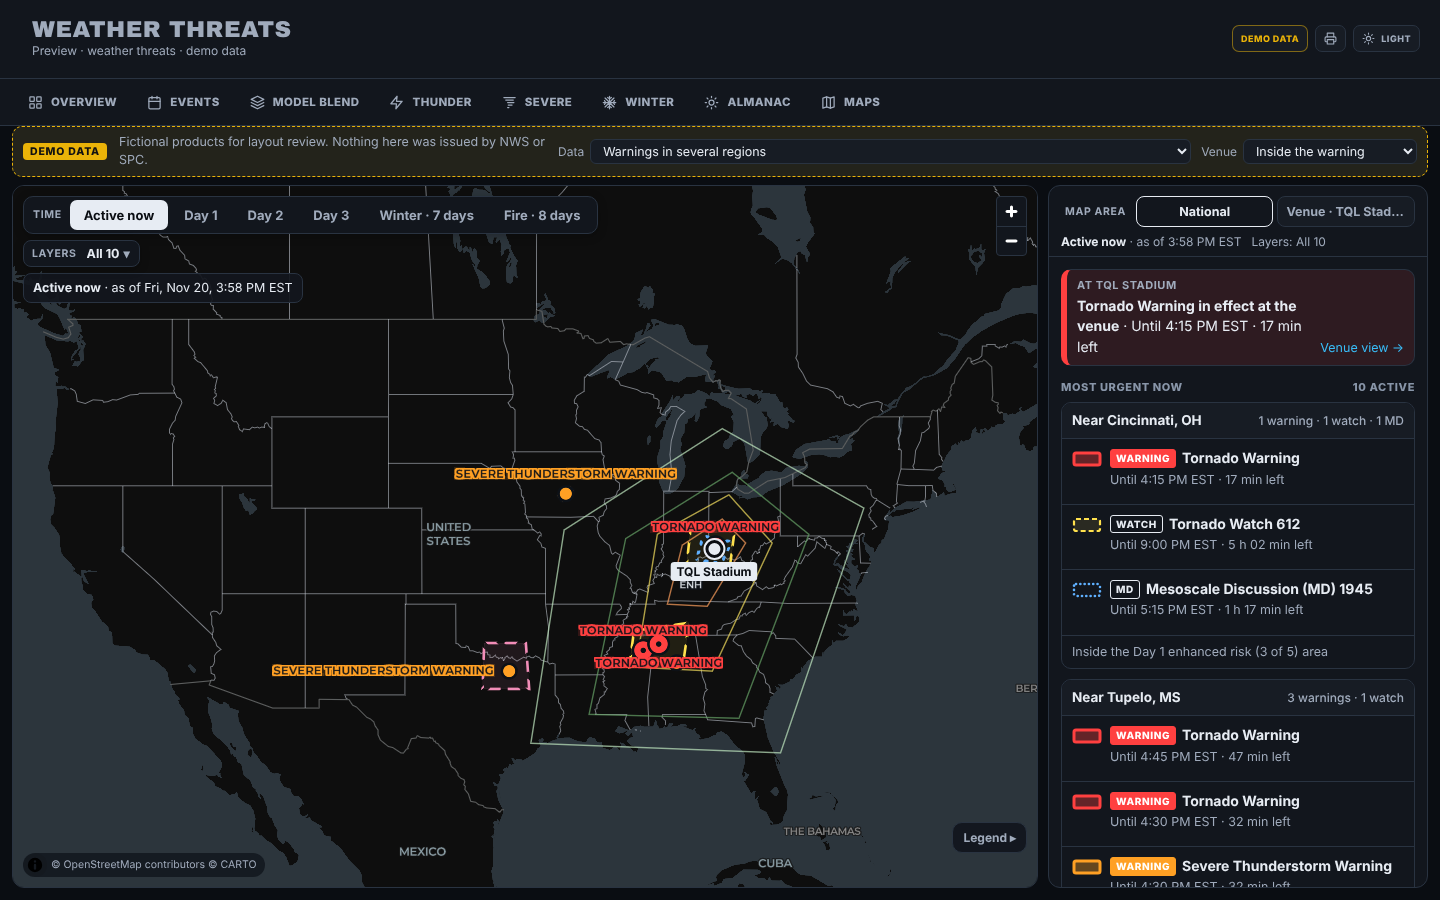 WEATHER THREATS
Preview · weather threats · demo data
DEMO DATA
LIGHT
OVERVIEW
EVENTS
MODEL BLEND
THUNDER
SEVERE
WINTER
ALMANAC
MAPS
DEMO DATA
Fictional products for layout review. Nothing here was issued by NWS or
SPC.
Data
Warnings in several regions
Venue
Inside the warning
TIME
Active now
Day 1
Day 2
Day 3
Winter · 7 days
Fire · 8 days
LAYERS All 10 ▾
Active now · as of Fri, Nov 20, 3:58 PM EST
+
−
SEVERE THUNDERSTORM WARNING
UNITED
STATES
TORNADO WARNING
TQL Stadium
ENH
TORNADO WARNING
TORNADO WARNING
SEVERE THUNDERSTORM WARNING
BER
THE BAHAMAS
MEXICO
CUBA
Legend ▸
© OpenStreetMap contributors © CARTO
MAP AREA
National
Venue · TQL Stad...
Active now · as of 3:58 PM EST Layers: All 10
AT TQL STADIUM
Tornado Warning in effect at the
venue · Until 4:15 PM EST · 17 min
left
Venue view →
MOST URGENT NOW
10 ACTIVE
Near Cincinnati, OH
1 warning · 1 watch · 1 MD
WARNING Tornado Warning
Until 4:15 PM EST · 17 min left
WATCH Tornado Watch 612
Until 9:00 PM EST · 5 h 02 min left
MD Mesoscale Discussion (MD) 1945
Until 5:15 PM EST · 1 h 17 min left
Inside the Day 1 enhanced risk (3 of 5) area
Near Tupelo, MS
3 warnings · 1 watch
WARNING Tornado Warning
Until 4:45 PM EST · 47 min left
WARNING Tornado Warning
Until 4:30 PM EST · 32 min left
WARNING Severe Thunderstorm Warning
Until 4:30 PM EST · 32 min left